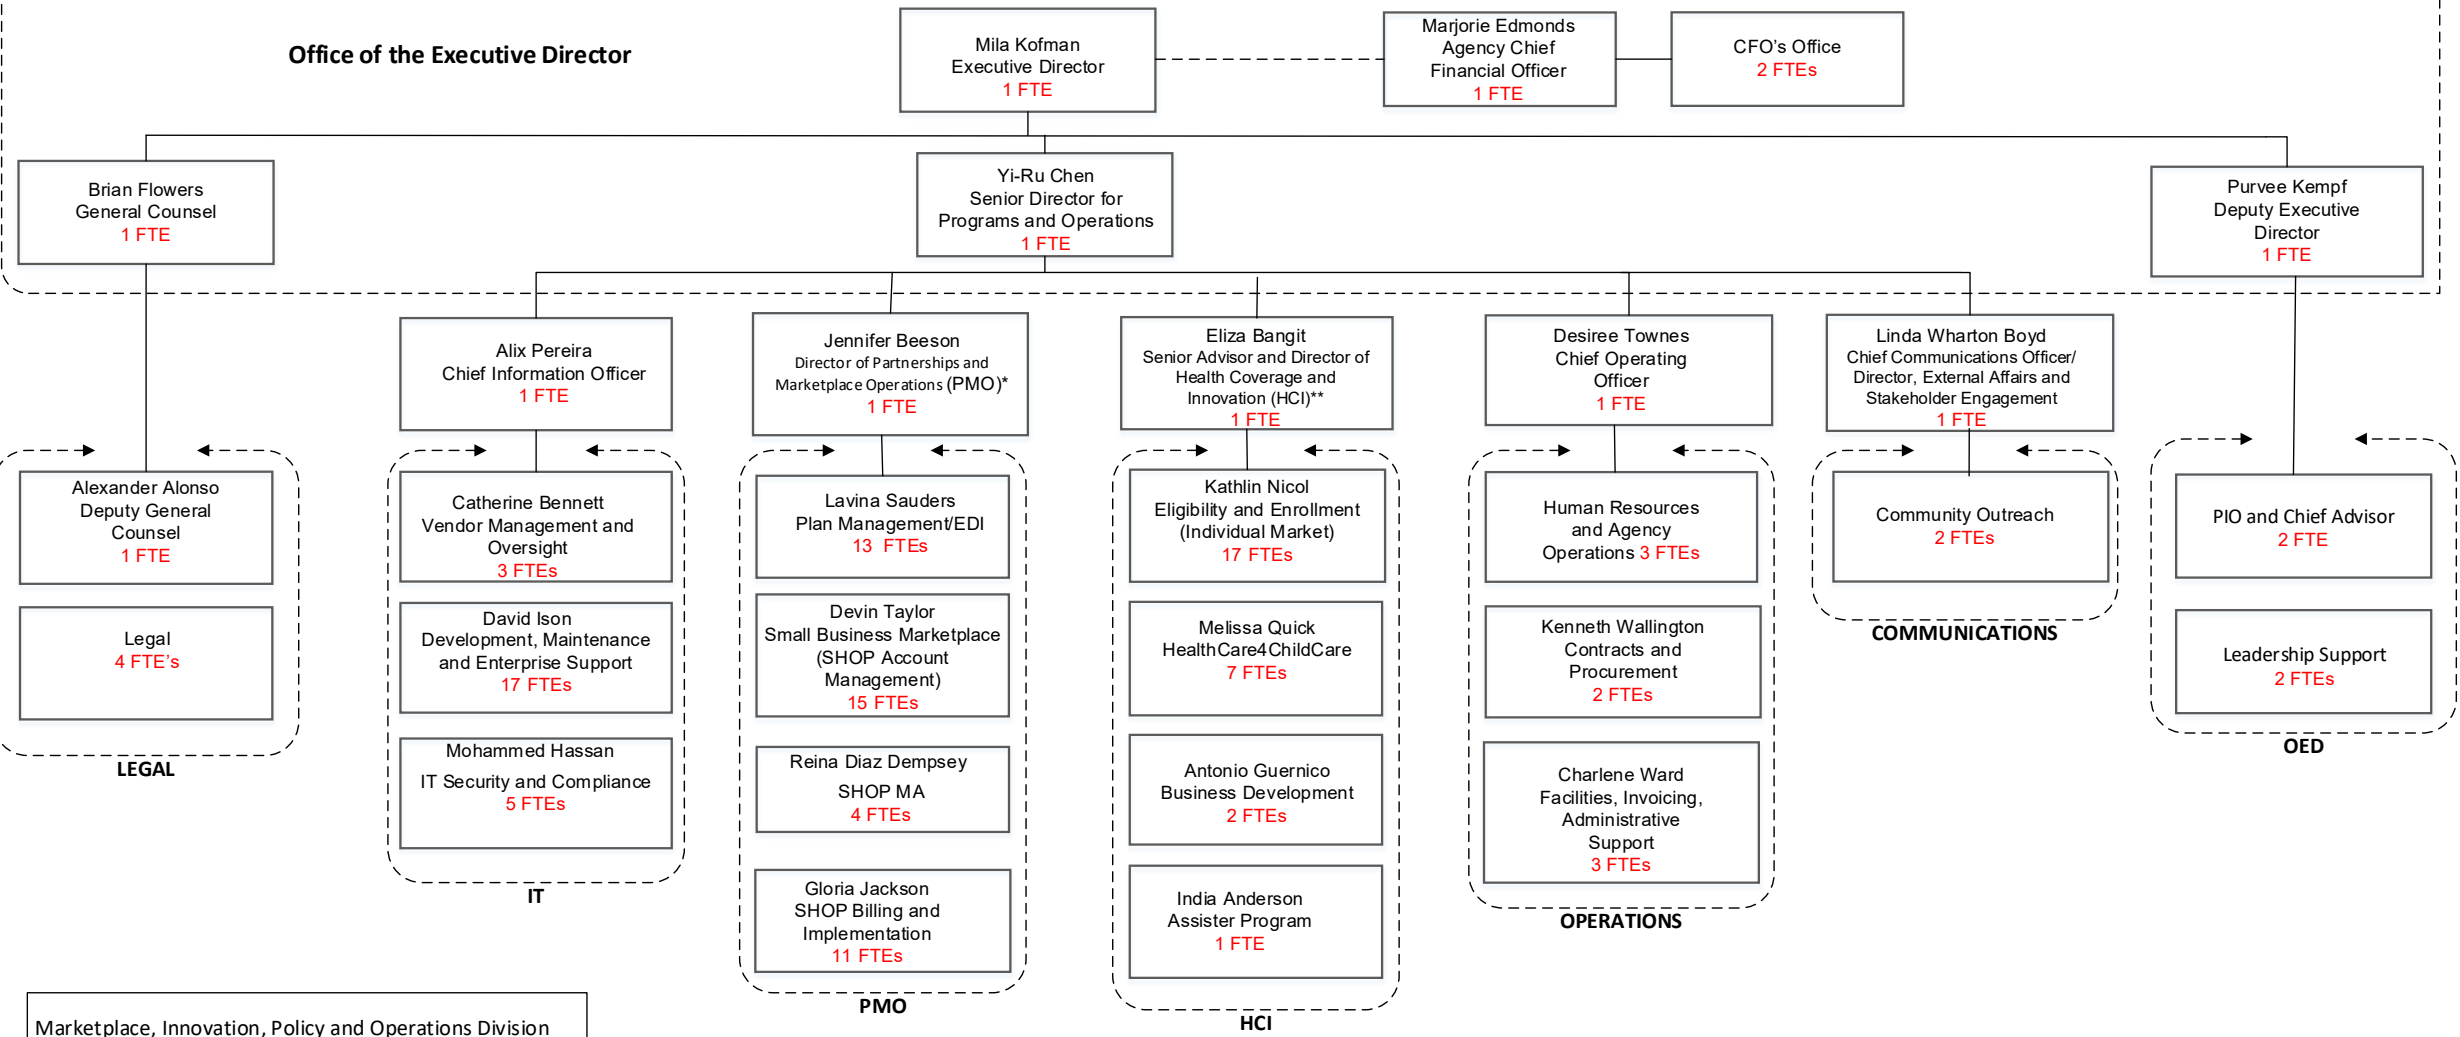 Office of the Executive Director
Mila Kofman
Executive Director
1 FTE
Marjorie Edmonds
Agency Chief
Financial Officer
1 FTE
CFO’s Office
2 FTEs
Brian Flowers
General Counsel
1 FTE
Yi-Ru Chen
Senior Director for
Programs and Operations
1 FTE
Purvee Kempf
Deputy Executive
Director
1 FTE
Alix Pereira
Chief Information Officer
1 FTE
Jennifer Beeson
Director of Partnerships and
Marketplace Operations (PMO)*
1 FTE
Eliza Bangit
Senior Advisor and Director of
Health Coverage and
Innovation (HCI)**
1 FTE
Desiree Townes
Chief Operating
Officer
1 FTE
Linda Wharton Boyd
Chief Communications Officer/
Director, External Affairs and
Stakeholder Engagement
1 FTE
Alexander Alonso
Deputy General
Counsel
1 FTE
Legal
4 FTE’s
LEGAL
Catherine Bennett
Vendor Management and
Oversight
3 FTEs
David Ison
Development, Maintenance
and Enterprise Support
17 FTEs
Mohammed Hassan
IT Security and Compliance
5 FTEs
IT
Lavina Sauders
Plan Management/EDI
13 FTEs
Devin Taylor
Small Business Marketplace
(SHOP Account
Management)
15 FTEs
Reina Diaz Dempsey
SHOP MA
4 FTEs
Gloria Jackson
SHOP Billing and
Implementation
11 FTEs
PMO
Kathlin Nicol
Eligibility and Enrollment
(Individual Market)
17 FTEs
Melissa Quick
HealthCare4ChildCare
7 FTEs
Antonio Guernico
Business Development
2 FTEs
India Anderson
Assister Program
1 FTE
HCI
Human Resources
and Agency
Operations 3 FTEs
Kenneth Wallington
Contracts and
Procurement
2 FTEs
Charlene Ward
Facilities, Invoicing,
Administrative
Support
3 FTEs
OPERATIONS
Community Outreach
2 FTEs
COMMUNICATIONS
PIO and Chief Advisor
2 FTE
Leadership Support
2 FTEs
OED
Marketplace, Innovation, Policy and Operations Division